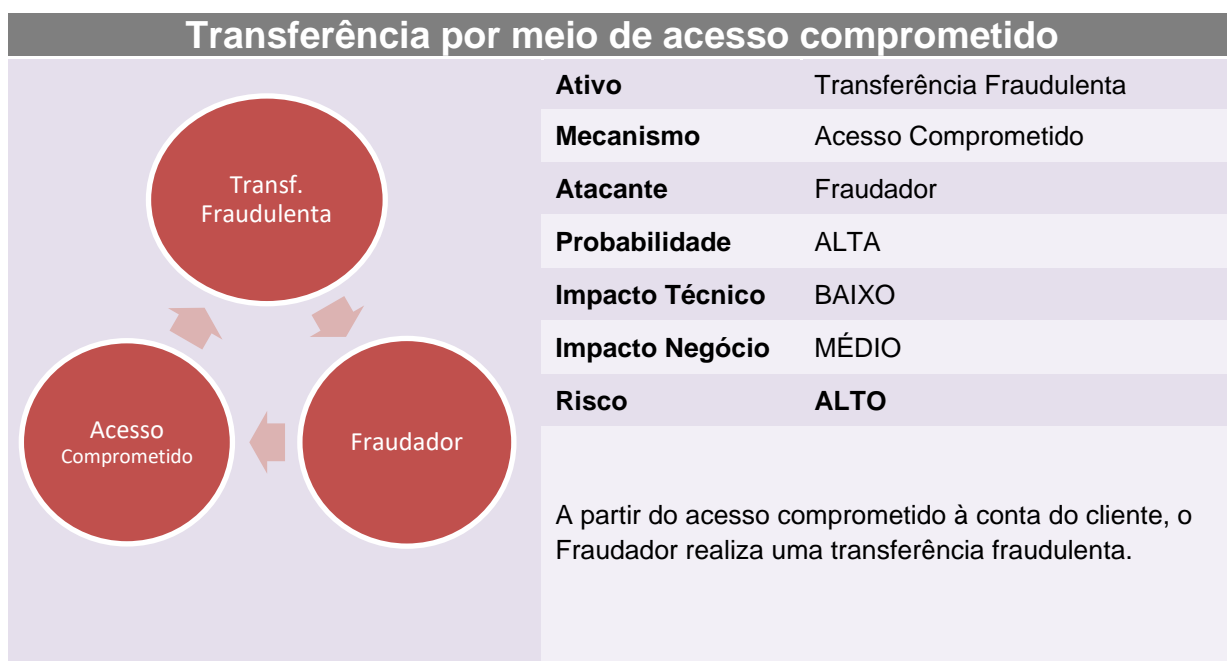 Transferência por meio de acesso comprometido
Transf.
Fraudulenta
Fraudador
Acesso
Comprometido
Ativo Transferência Fraudulenta
Mecanismo Acesso Comprometido
Atacante Fraudador
Probabilidade ALTA
Impacto Técnico BAIXO
Impacto Negócio MÉDIO
Risco ALTO
A partir do acesso comprometido à conta do cliente, o
Fraudador realiza uma transferência fraudulenta.